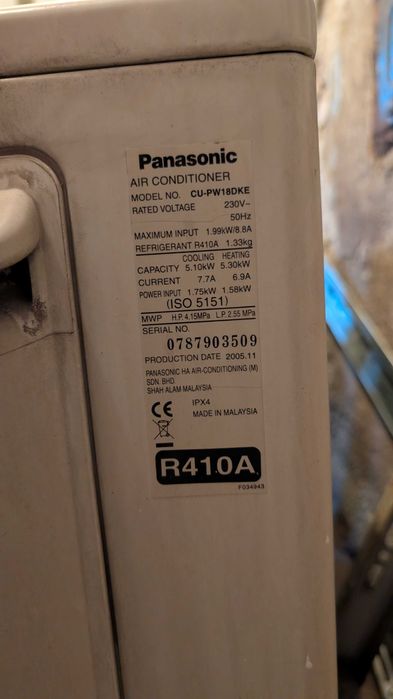 Panasonic
AIR CONDITIONER
MODEL NO. CU-PW18DKE
RATED VOLTAGE 230V~
50Hz
MAXIMUM INPUT 1.99kW/8.8A
REFRIGERANT R410A 1.33kg
COOLING HEATING
CAPACITY 5.10kW 5.30kW
CURRENT 7.7A 6.9A
POWER INPUT 1.75kW 1.58kW
(ISO 5151)
MWP H.P. 4.15MPa L.P. 2.55 MPa
SERIAL NO.
0787903509
PRODUCTION DATE 2005.11
PANASONIC HA AIR-CONDITIONING (M)
SDN. BHD.
SHAH ALAM MALAYSIA
CE IPX4
MADE IN MALAYSIA
R410A
F034943